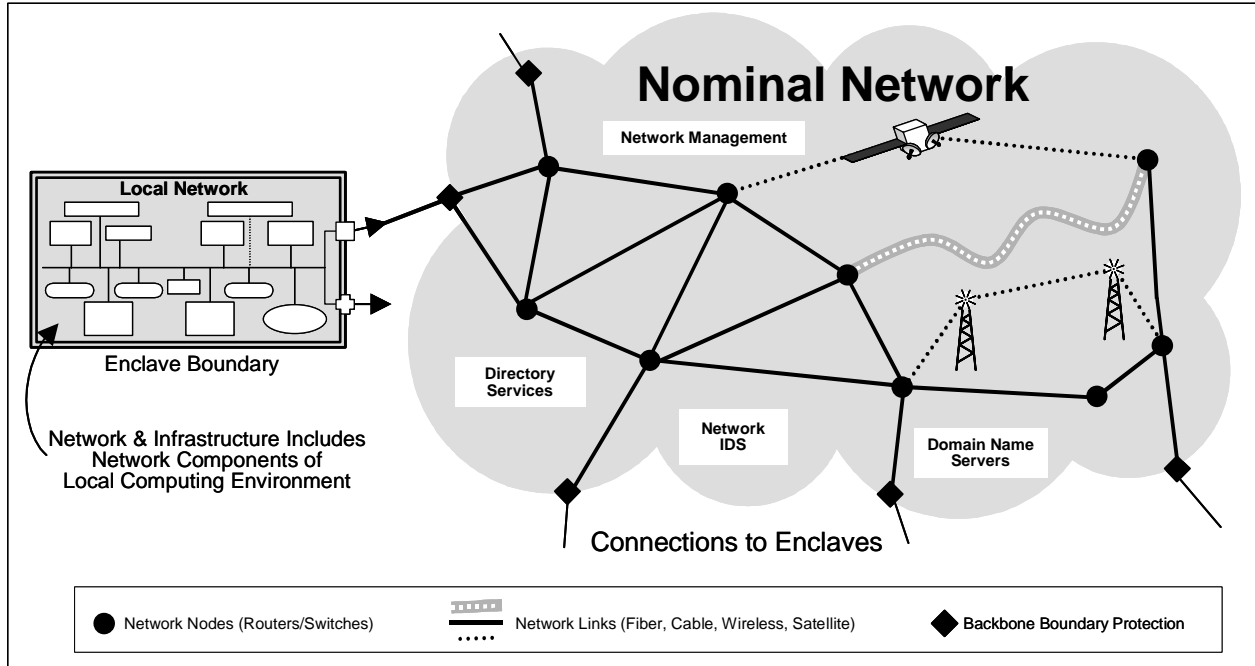 Nominal Network
Network Management
Local Network
Enclave Boundary
Network & Infrastructure Includes
Network Components of
Local Computing Environment
Directory
Services
Network
IDS
Domain Name
Servers
Connections to Enclaves
Network Nodes (Routers/Switches)
Network Links (Fiber, Cable, Wireless, Satellite)
Backbone Boundary Protection